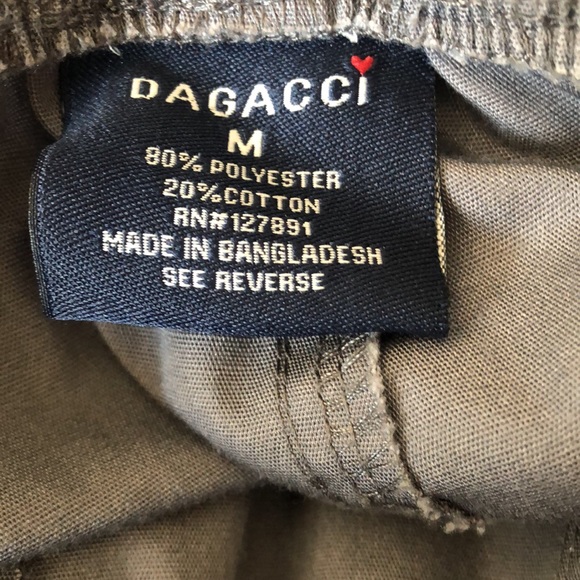 DAGACCi
M
80% POLYESTER
20%COTTON
RN#127891
MADE IN BANGLADESH
SEE REVERSE